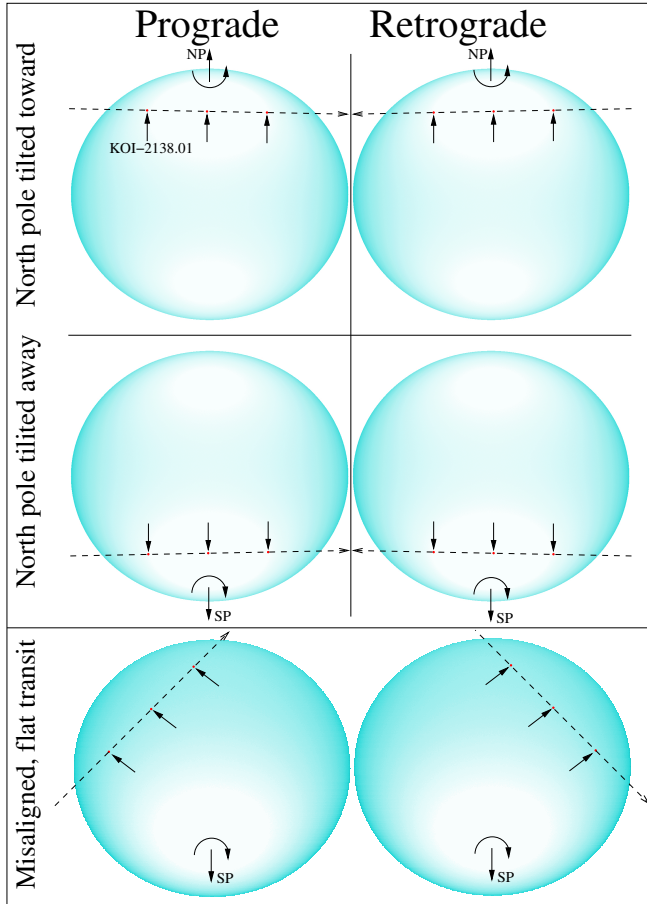 Prograde
Retrograde
North pole tilted toward
NP
NP
KOI−2138.01
North pole tilited away
SP
SP
Misaligned, flat transit
SP
SP